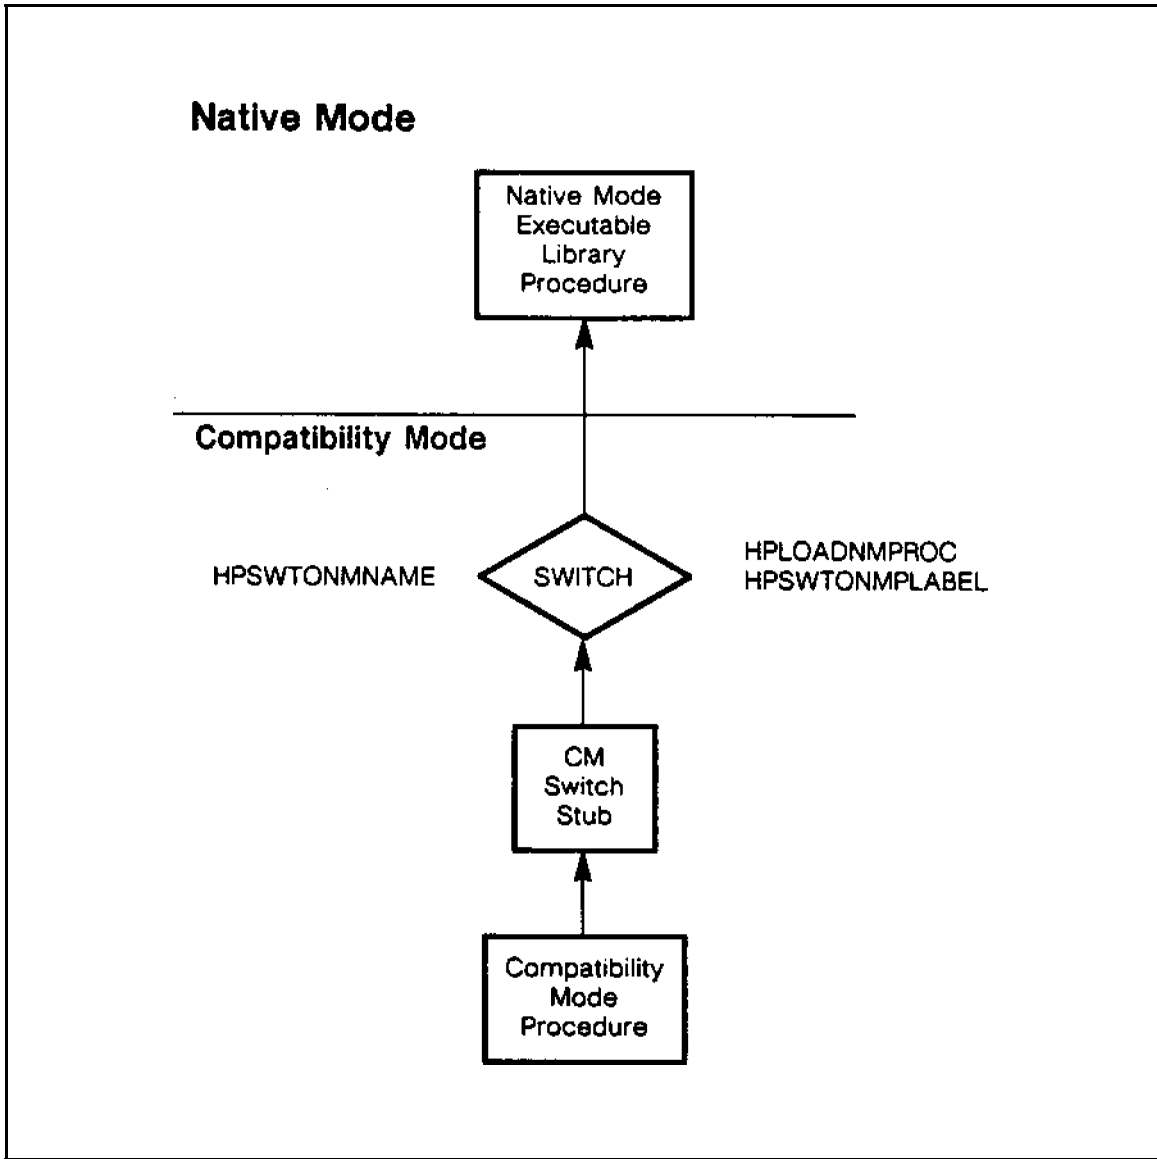 Native Mode
Native Mode
Executable
Library
Procedure
Compatibility Mode
HPSWTONMNAME
SWITCH
HPLOADNMPROC
HPSWTONMPLABEL
CM
Switch
Stub
Compatibility
Mode
Procedure